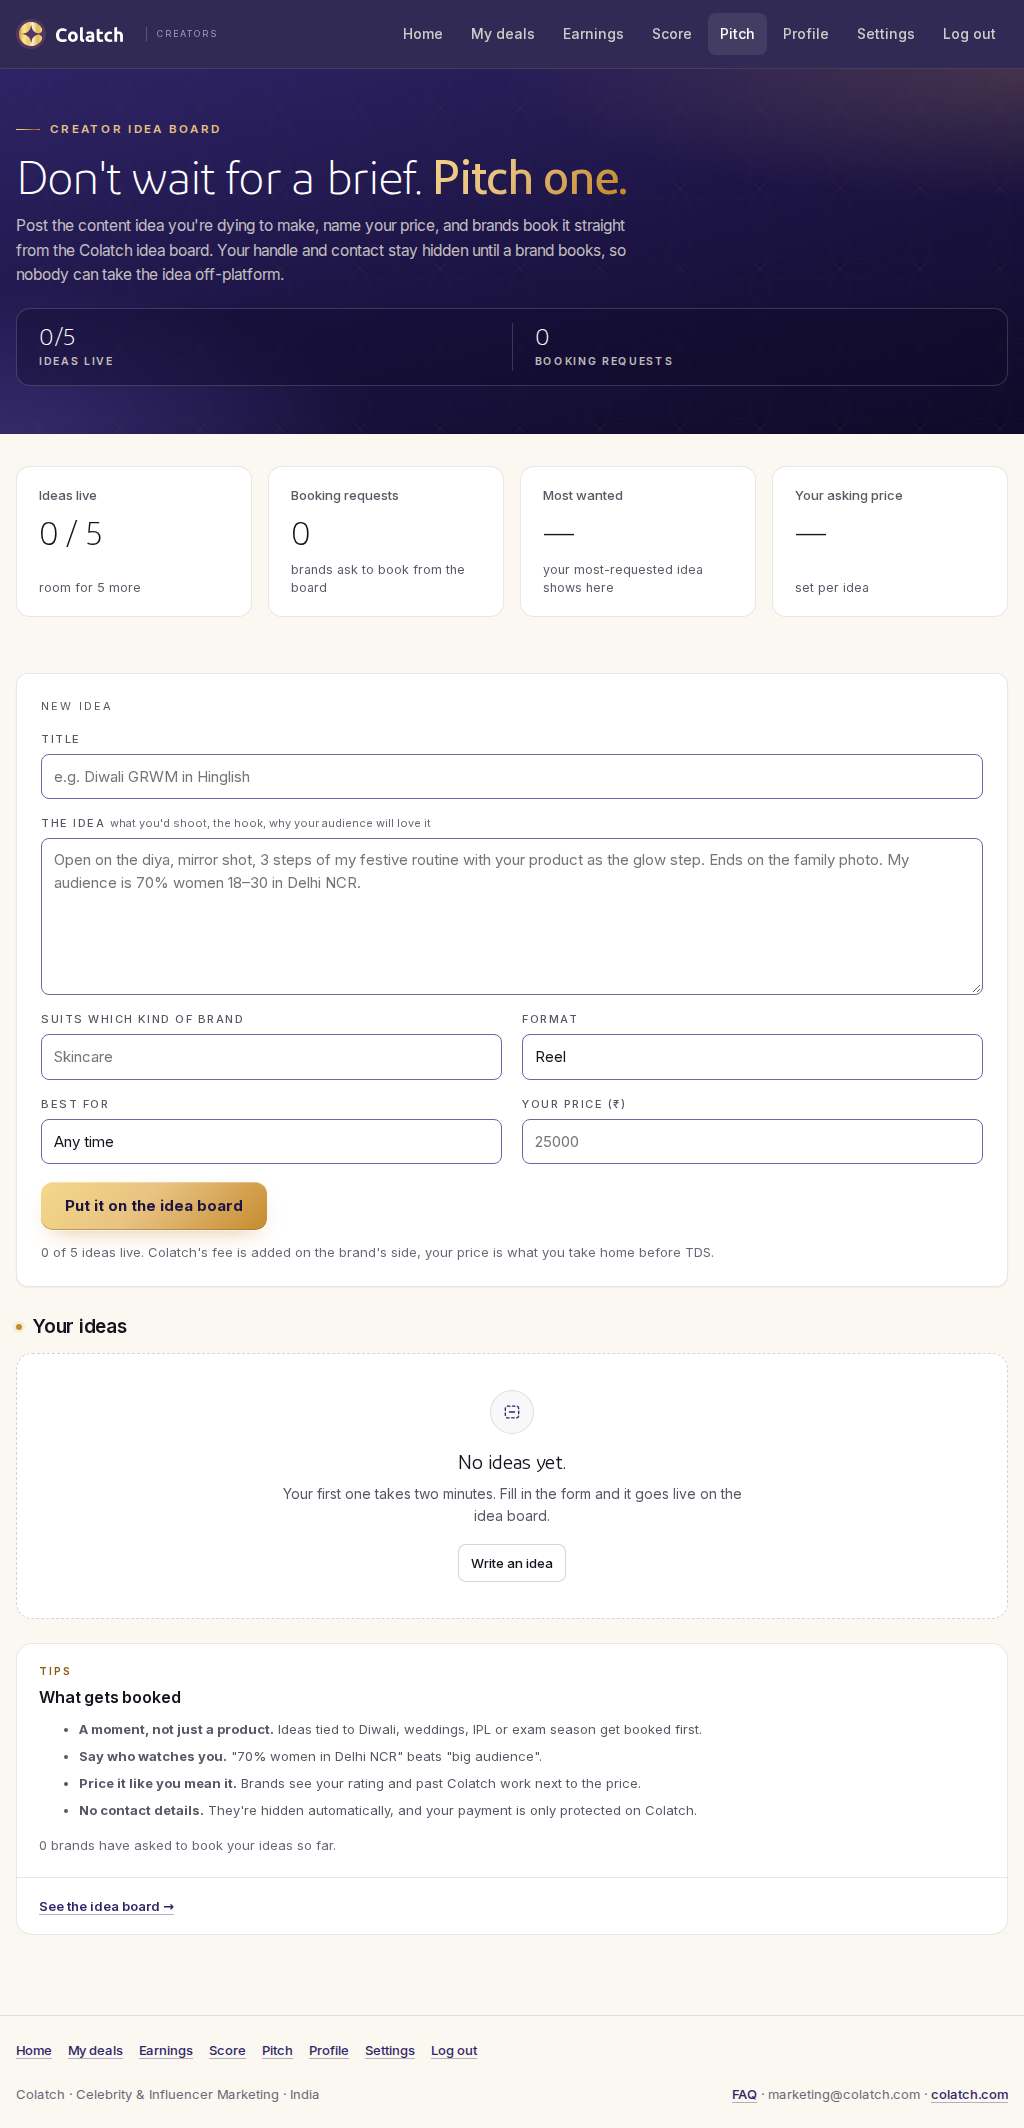 Colatch
CREATORS
Home
My deals
Earnings
Score
Pitch
Profile
Settings
Log out
CREATOR IDEA BOARD
Don't wait for a brief. Pitch one.
Post the content idea you're dying to make, name your price, and brands book it straight
from the Colatch idea board. Your handle and contact stay hidden until a brand books, so
nobody can take the idea off-platform.
0/5
IDEAS LIVE
0
BOOKING REQUESTS
Ideas live
0 / 5
room for 5 more
Booking requests
0
brands ask to book from the
board
Most wanted
—
your most-requested idea
shows here
Your asking price
—
set per idea
NEW IDEA
TITLE
e.g. Diwali GRWM in Hinglish
THE IDEA what you'd shoot, the hook, why your audience will love it
Open on the diya, mirror shot, 3 steps of my festive routine with your product as the glow step. Ends on the family photo. My
audience is 70% women 18–30 in Delhi NCR.
SUITS WHICH KIND OF BRAND
Skincare
FORMAT
Reel
BEST FOR
Any time
YOUR PRICE (₹)
25000
Put it on the idea board
0 of 5 ideas live. Colatch's fee is added on the brand's side, your price is what you take home before TDS.
Your ideas
No ideas yet.
Your first one takes two minutes. Fill in the form and it goes live on the
idea board.
Write an idea
TIPS
What gets booked
• A moment, not just a product. Ideas tied to Diwali, weddings, IPL or exam season get booked first.
• Say who watches you. "70% women in Delhi NCR" beats "big audience".
• Price it like you mean it. Brands see your rating and past Colatch work next to the price.
• No contact details. They're hidden automatically, and your payment is only protected on Colatch.
0 brands have asked to book your ideas so far.
See the idea board →
Home
My deals
Earnings
Score
Pitch
Profile
Settings
Log out
Colatch · Celebrity & Influencer Marketing · India
FAQ · marketing@colatch.com · colatch.com